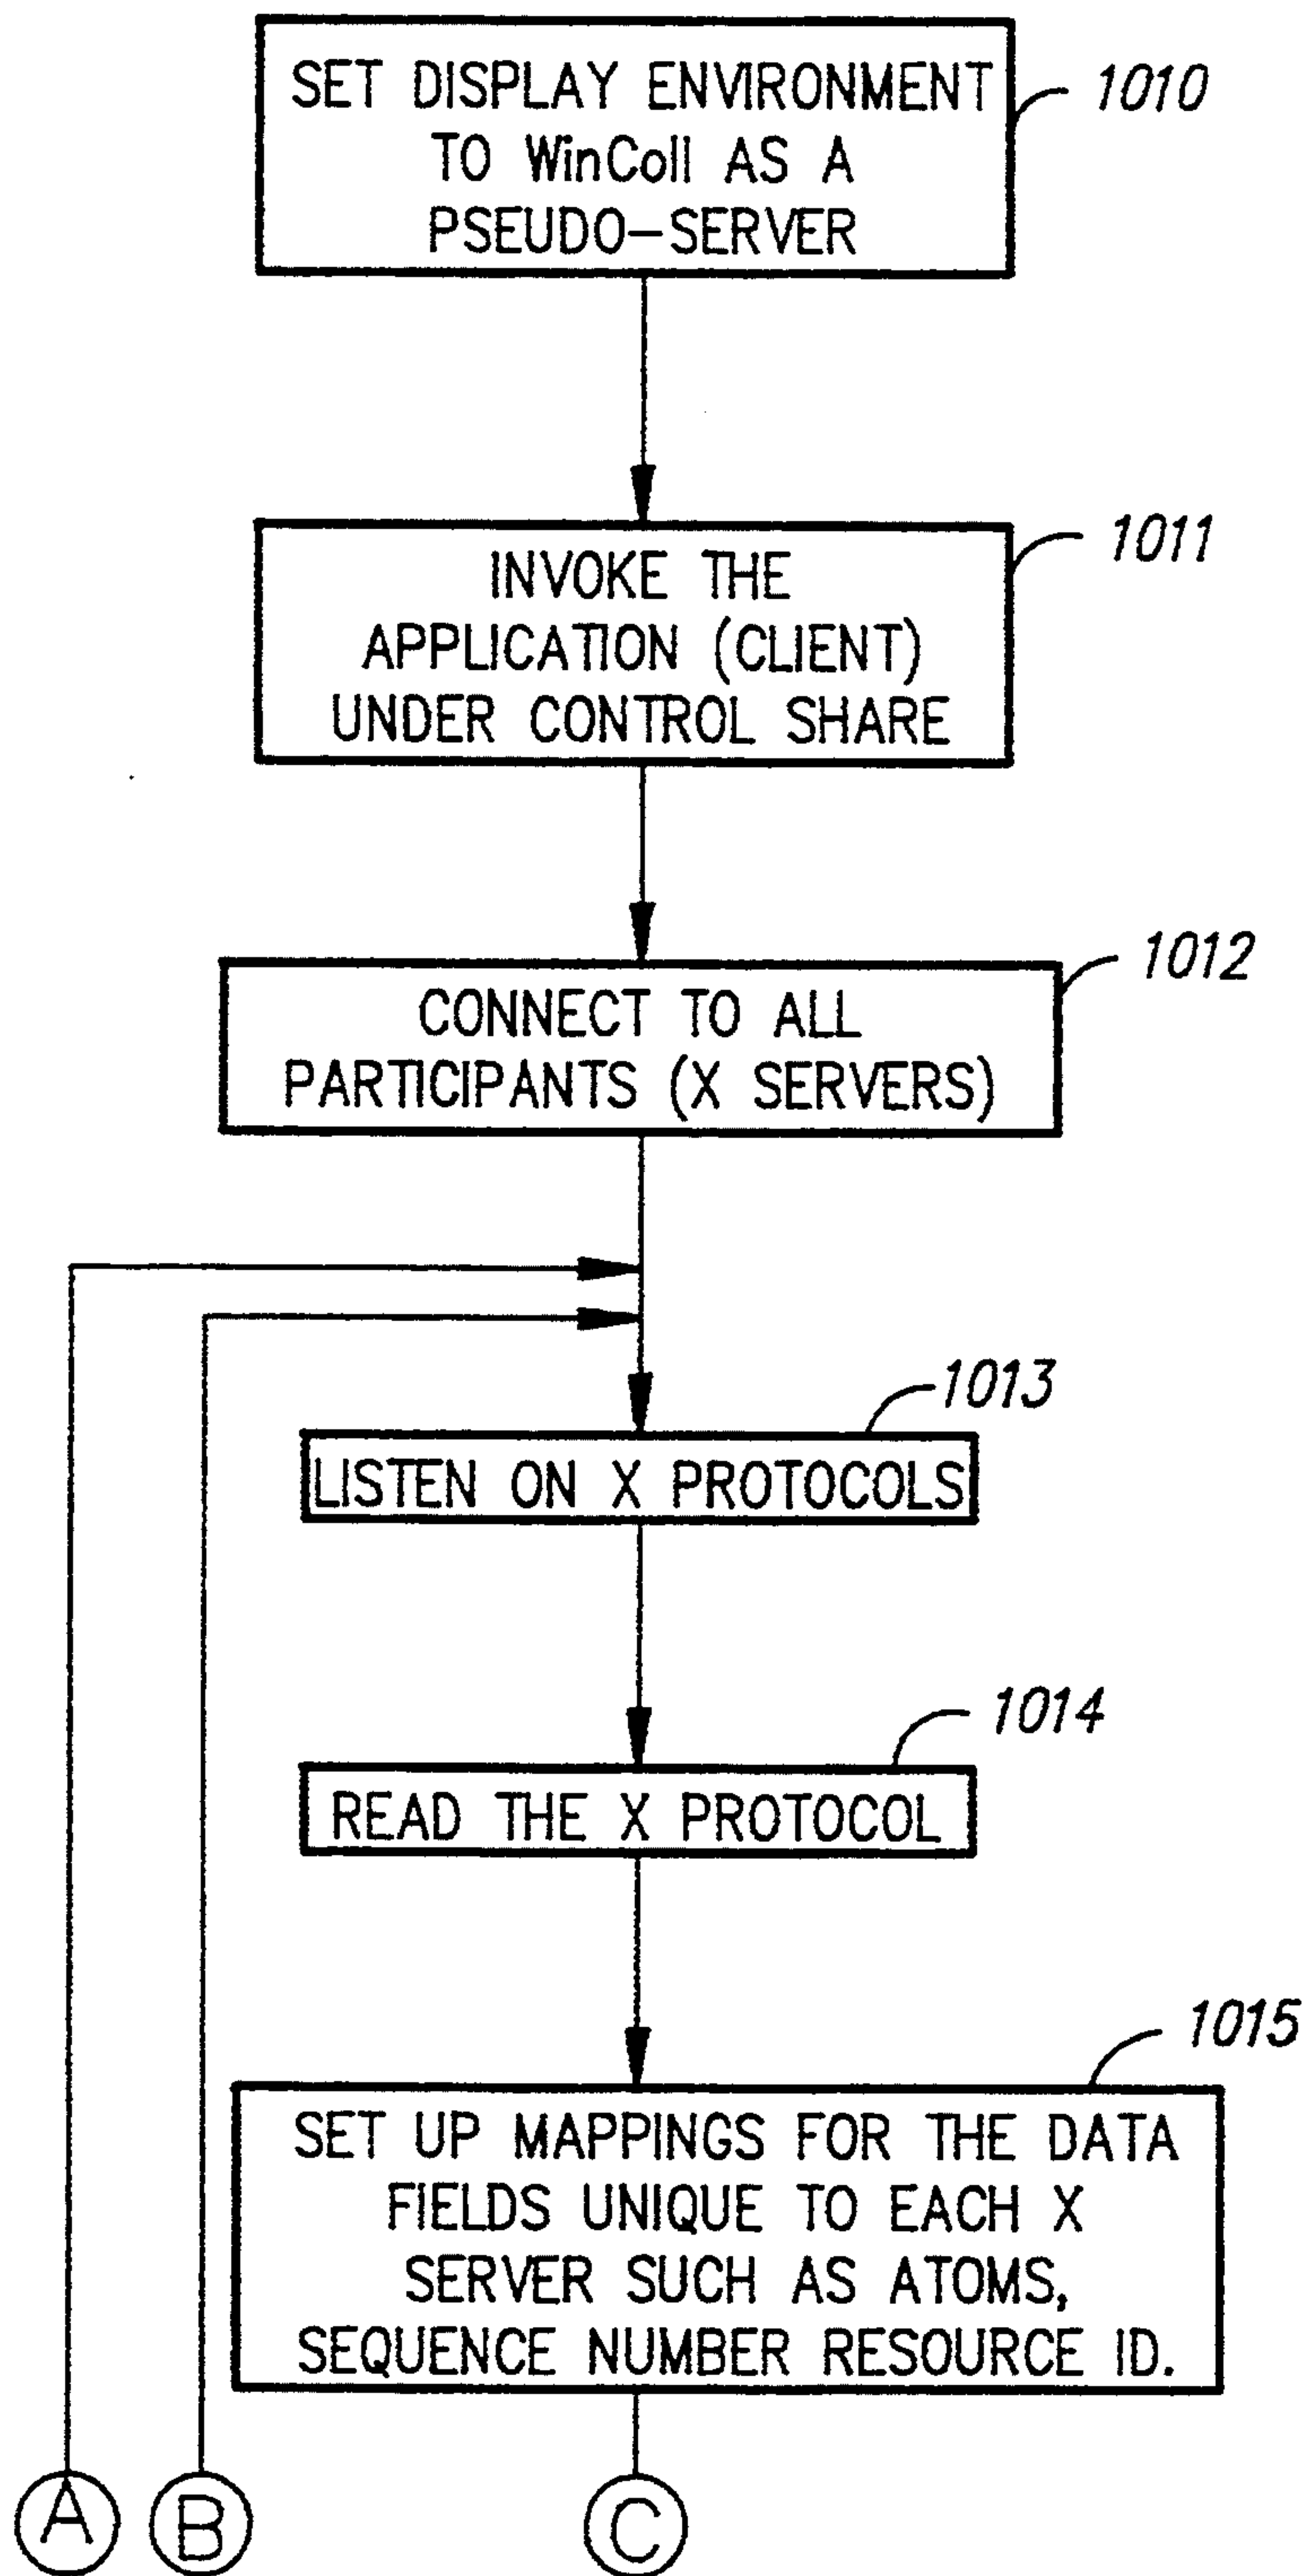 SET DISPLAY ENVIRONMENT
TO WinColl AS A
PSEUDO-SERVER
1010
INVOKE THE
APPLICATION (CLIENT)
UNDER CONTROL SHARE
1011
CONNECT TO ALL
PARTICIPANTS (X SERVERS)
1012
LISTEN ON X PROTOCOLS
1013
READ THE X PROTOCOL
1014
SET UP MAPPINGS FOR THE DATA
FIELDS UNIQUE TO EACH X
SERVER SUCH AS ATOMS,
SEQUENCE NUMBER RESOURCE ID.
1015
A
B
C